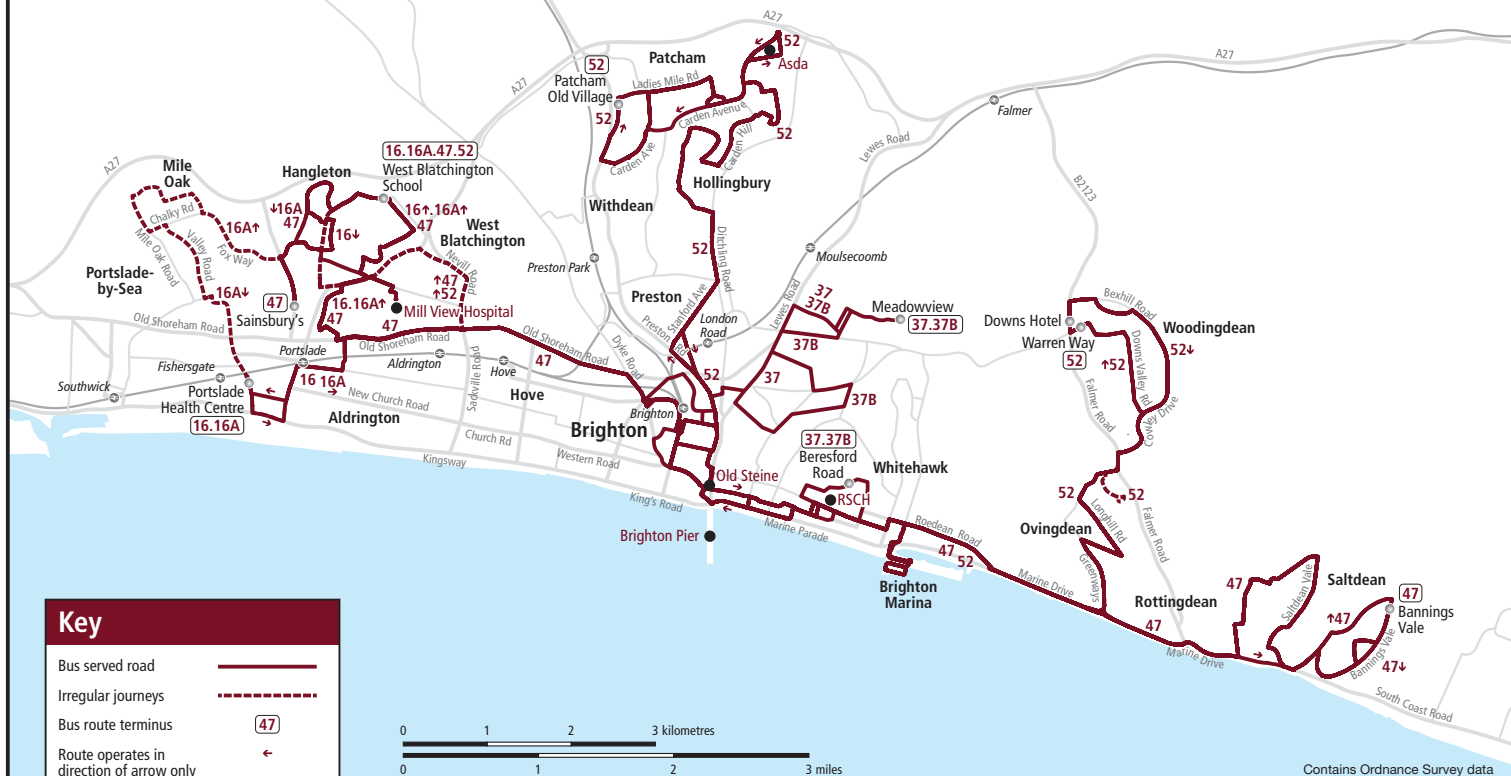 A27
A27
A27
A27
52
Asda
Patcham
52
Patcham
Old Village
Ladies Mile Rd
52
Carden Avenue
52
Carden Ave
Carden Hill
Hollingbury
Falmer
Lewes Road
B2123
16.16A.47.52
West Blatchington
School
Mile
Oak
Hangleton
↓16A
47
16↓
16↑.16A↑
47
West
Blatchington
Withdean
Chalky Rd
16A↑
Mile Oak Road
Valley Road
Fox Way
Nevill Road
Preston Park
52
Ditchling Road
Moulsecoomb
Portslade-
by-Sea
16A↓
47
Sainsbury's
16.16A↑
47
↑47
↑52
Mill View Hospital
47
Preston
Stanford Ave
Preston Rd
London
Road
Lewes Road
37
37B
Meadowview
37.37B
37B
Old Shoreham Road
Old Shoreham Road
Old Shoreham Road
Portslade
Aldrington
Hove
47
Dyke Road
52
37
37B
Downs Hotel
Warren Way
52
Bexhill Road
Woodingdean
↑52
Downs Valley Rd
52↓
Falmer Road
Cowley Drive
Fishersgate
Southwick
Portslade
Health Centre
16.16A
16 16A
New Church Road
Aldrington
Sackville Road
Hove
Church Rd
Western Road
Kingsway
Brighton
Brighton
37.37B
Beresford
Road
Whitehawk
RSCH
Old Steine
King's Road
Marine Parade
Brighton Pier
Roedean Road
47
52
Brighton
Marina
52
52
Longhill Rd
Falmer Road
Ovingdean
Greenways
Marine Drive
Rottingdean
47
Marine Drive
47
Saltdean Vale
Saltdean
↑47
47
Bannings
Vale
Bannings Vale
47↓
South Coast Road
Key
Bus served road
Irregular journeys
Bus route terminus
47
Route operates in
direction of arrow only
←
0 1 2 3 kilometres
0 1 2 3 miles
Contains Ordnance Survey data